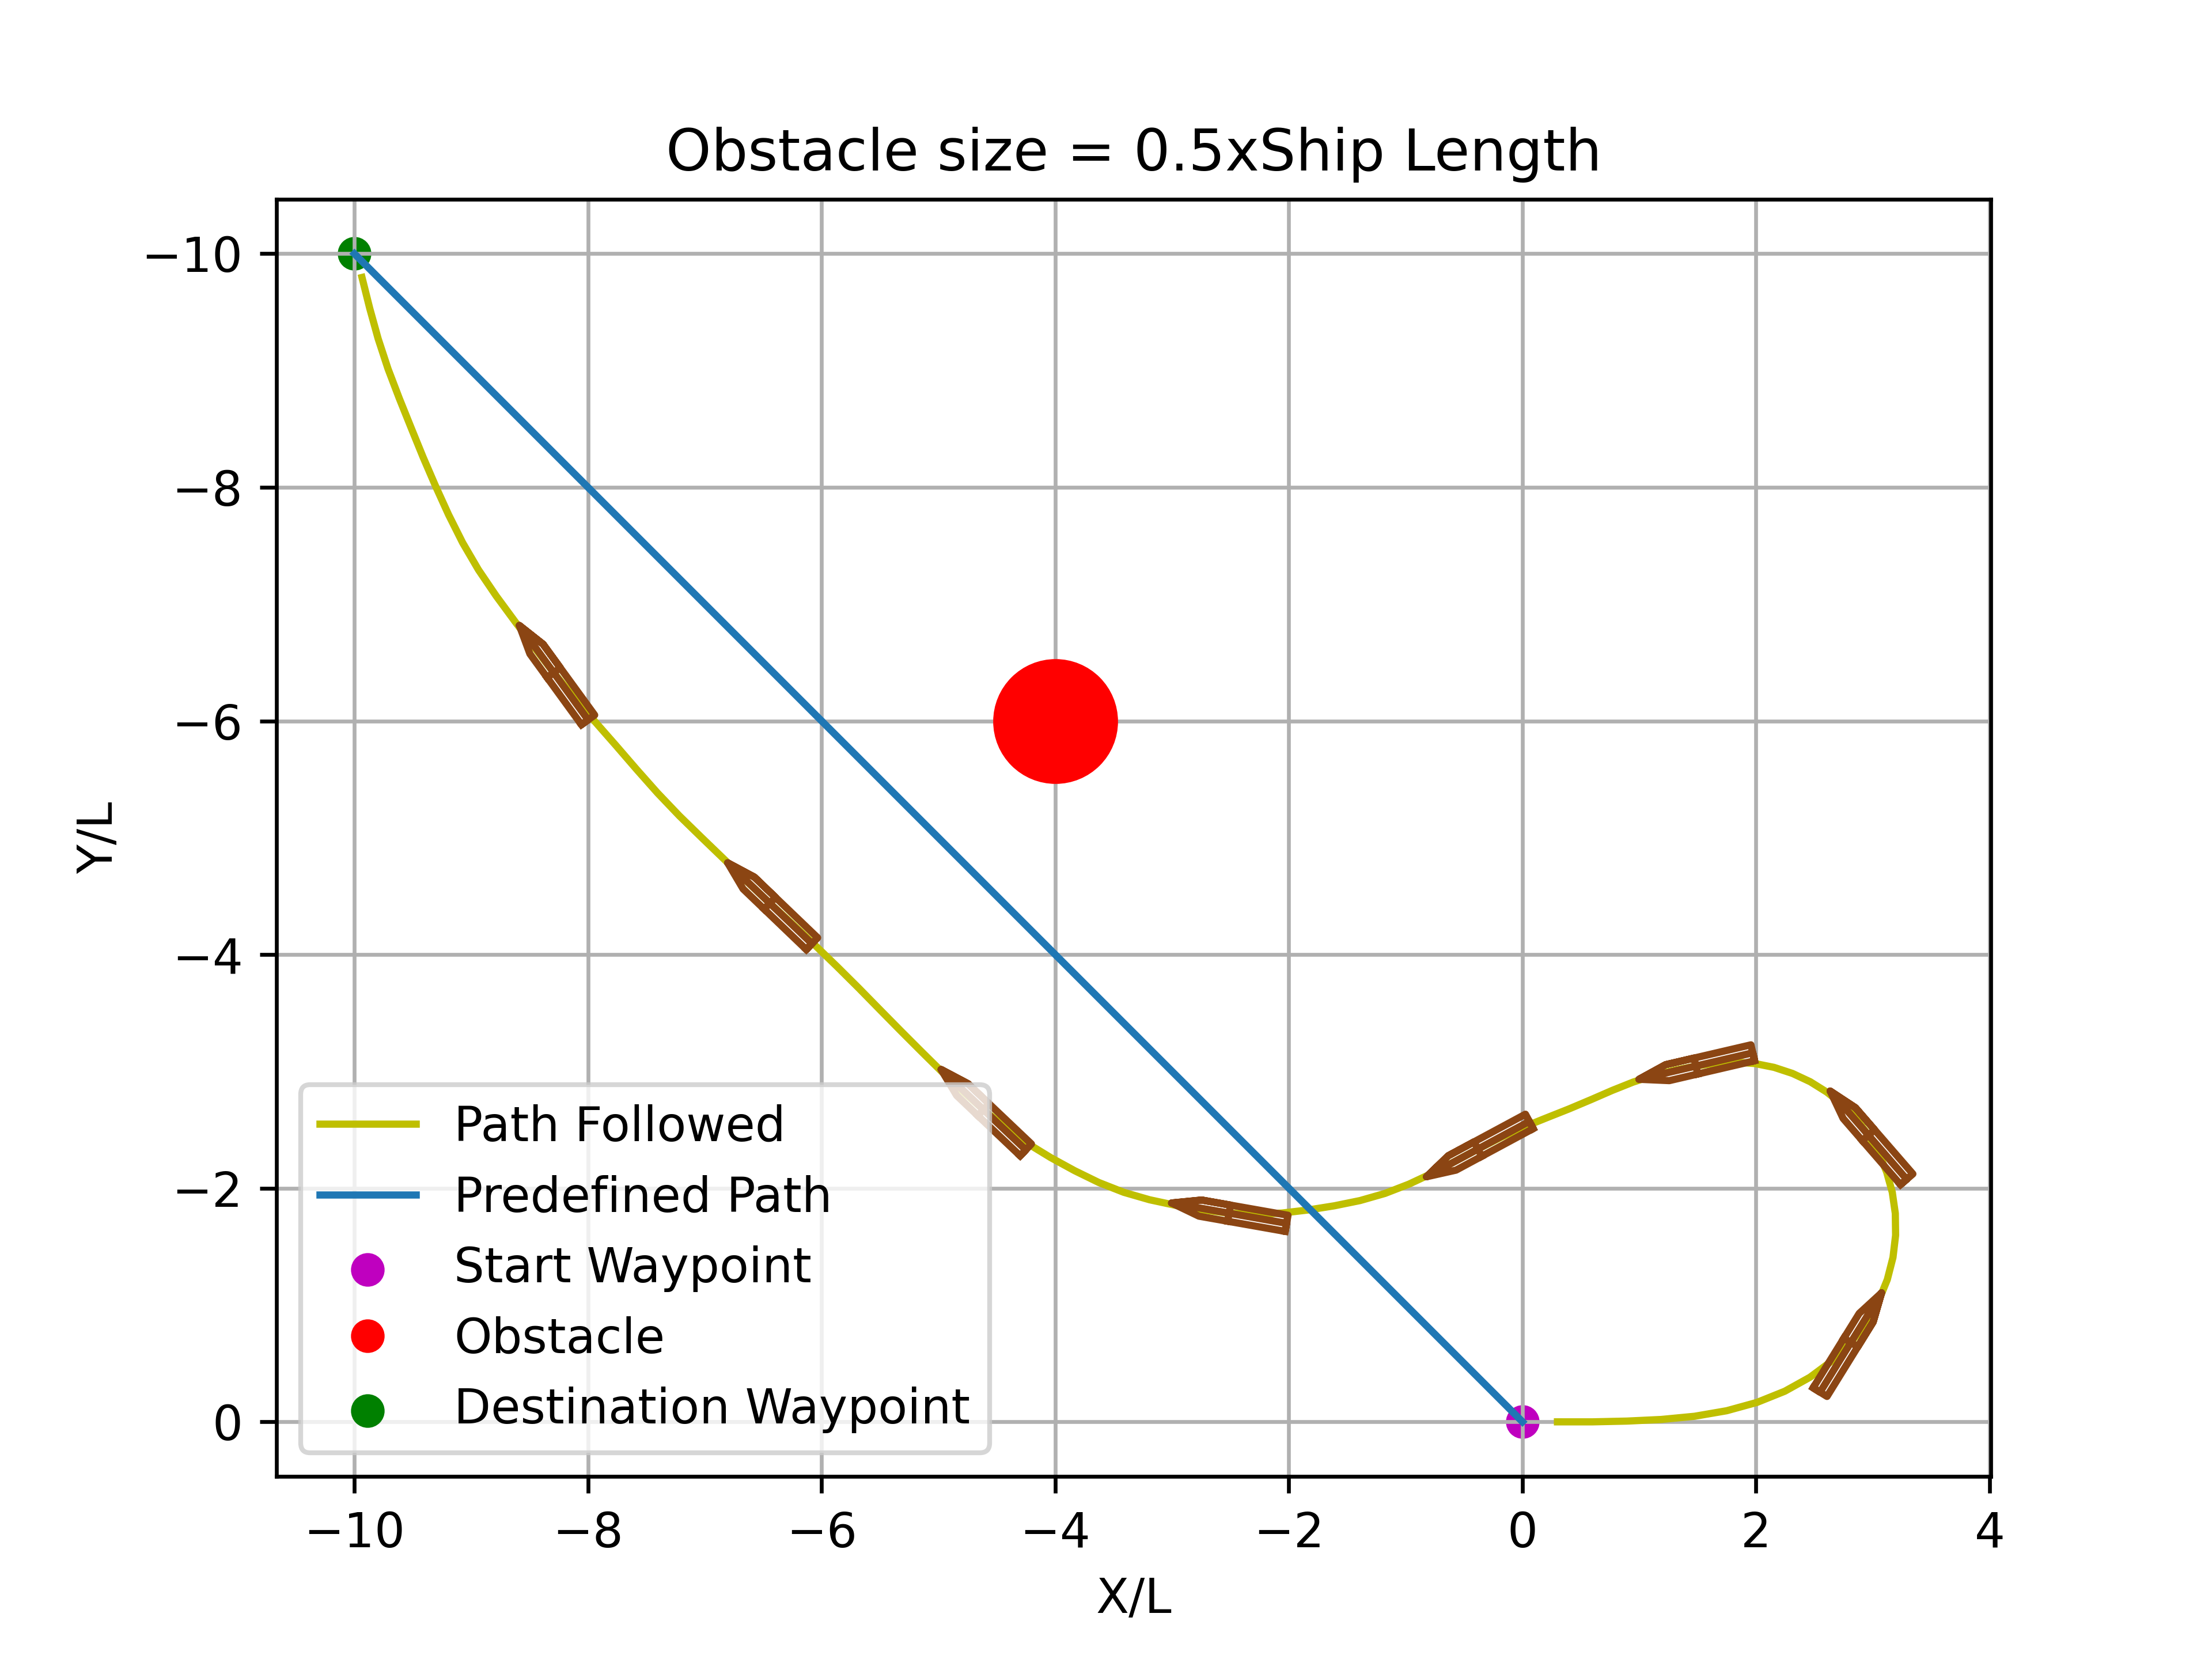 Obstacle size = 0.5xShip Length
−10
−8
−6
−4
−2
0
Y/L
Path Followed
Predefined Path
Start Waypoint
Obstacle
Destination Waypoint
−10 −8 −6 −4 −2 0 2 4
X/L